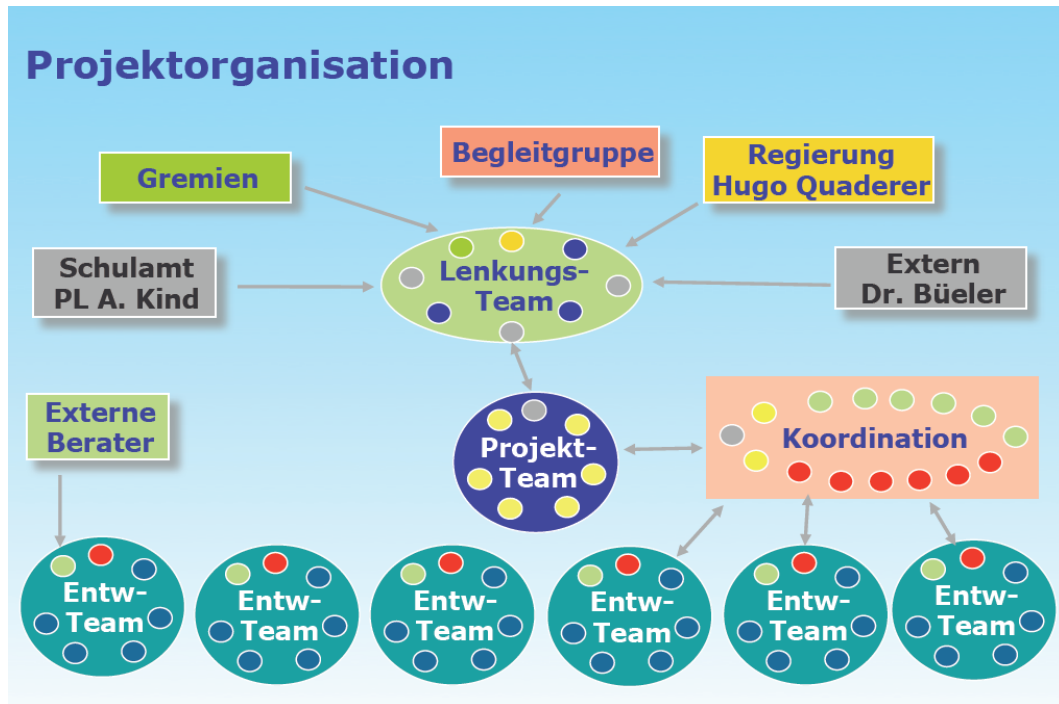 Projektorganisation
Begleitgruppe
Gremien
Regierung
Hugo Quaderer
Schulamt
PL A. Kind
Lenkungs-
Team
Extern
Dr. Büeler
Externe
Berater
Projekt-
Team
Koordination
Entw-
Team
Entw-
Team
Entw-
Team
Entw-
Team
Entw-
Team
Entw-
Team